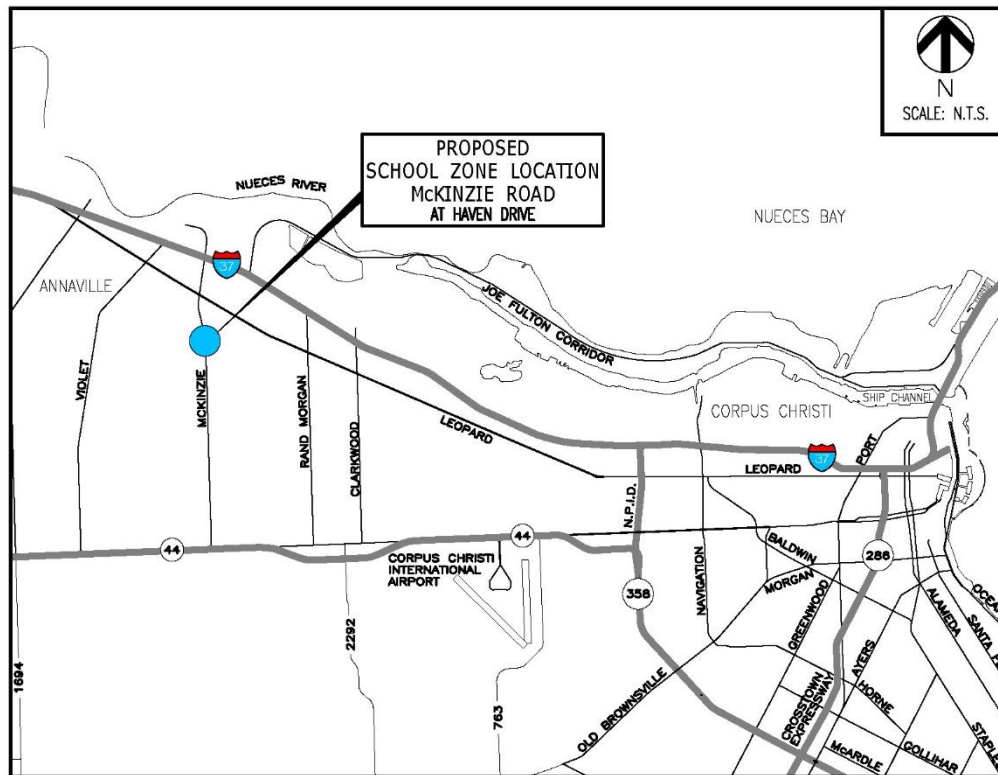 N
SCALE: N.T.S.
PROPOSED
SCHOOL ZONE LOCATION
McKINZIE ROAD
AT HAVEN DRIVE
NUECES RIVER
NUECES BAY
37
ANNAVILLE
JOE FULTON CORRIDOR
VIOLET
MCKINZIE
RAND MORGAN
CLARKWOOD
LEOPARD
SHIP CHANNEL
CORPUS CHRISTI
PORT
37
LEOPARD
N.P.I.D.
44
44
CORPUS CHRISTI
INTERNATIONAL
AIRPORT
BALDWIN
MORGAN
286
358
NAVIGATION
GREENWOOD
AYERS
ALAMEDA
1694
2292
763
OLD BROWNSVILLE
CROSSTOWN
EXPRESSWAY
HORNE
McARDLE
GOLLIHAR